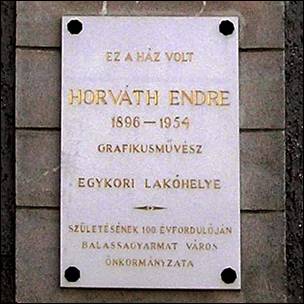 EZ A HÁZ VOLT
HORVÁTH ENDRE
1896 — 1954
GRAFIKUSMŰVÉSZ
EGYKORI LAKÓHELYE
SZÜLETÉSÉNEK 100. ÉVFORDULÓJÁN
BALASSAGYARMAT VÁROS
ÖNKORMÁNYZATA